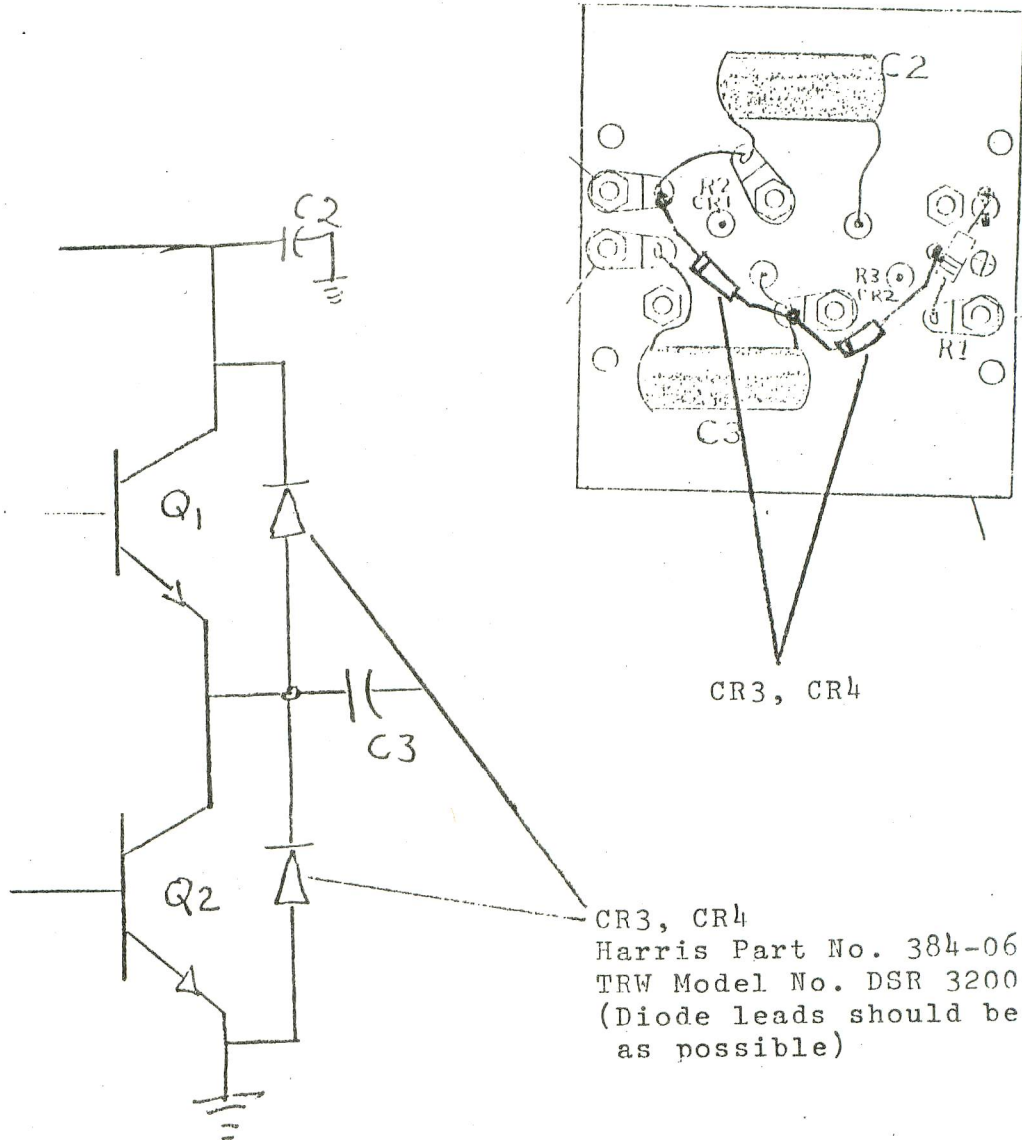 C2
R2
CR1
R3
CR2
R1
C3
CR3, CR4
C2
Q1
C3
Q2
CR3, CR4
Harris Part No. 384-06
TRW Model No. DSR 3200
(Diode leads should be
as possible)